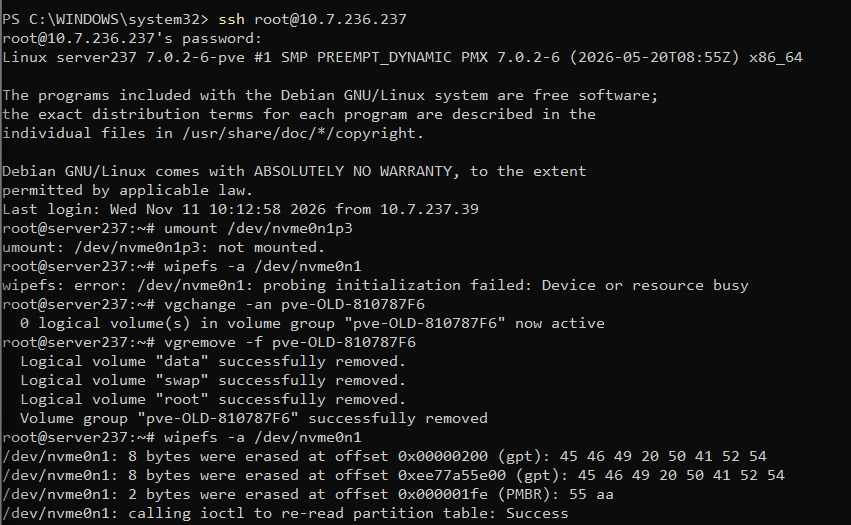 PS C:\WINDOWS\system32> ssh root@10.7.236.237
root@10.7.236.237's password:
Linux server237 7.0.2-6-pve #1 SMP PREEMPT_DYNAMIC PMX 7.0.2-6 (2026-05-20T08:55Z) x86_64

The programs included with the Debian GNU/Linux system are free software;
the exact distribution terms for each program are described in the
individual files in /usr/share/doc/*/copyright.

Debian GNU/Linux comes with ABSOLUTELY NO WARRANTY, to the extent
permitted by applicable law.
Last login: Wed Nov 11 10:12:58 2026 from 10.7.237.39
root@server237:~# umount /dev/nvme0n1p3
umount: /dev/nvme0n1p3: not mounted.
root@server237:~# wipefs -a /dev/nvme0n1
wipefs: error: /dev/nvme0n1: probing initialization failed: Device or resource busy
root@server237:~# vgchange -an pve-OLD-810787F6
  0 logical volume(s) in volume group "pve-OLD-810787F6" now active
root@server237:~# vgremove -f pve-OLD-810787F6
  Logical volume "data" successfully removed.
  Logical volume "swap" successfully removed.
  Logical volume "root" successfully removed.
  Volume group "pve-OLD-810787F6" successfully removed
root@server237:~# wipefs -a /dev/nvme0n1
/dev/nvme0n1: 8 bytes were erased at offset 0x00000200 (gpt): 45 46 49 20 50 41 52 54
/dev/nvme0n1: 8 bytes were erased at offset 0xee77a55e00 (gpt): 45 46 49 20 50 41 52 54
/dev/nvme0n1: 2 bytes were erased at offset 0x000001fe (PMBR): 55 aa
/dev/nvme0n1: calling ioctl to re-read partition table: Success